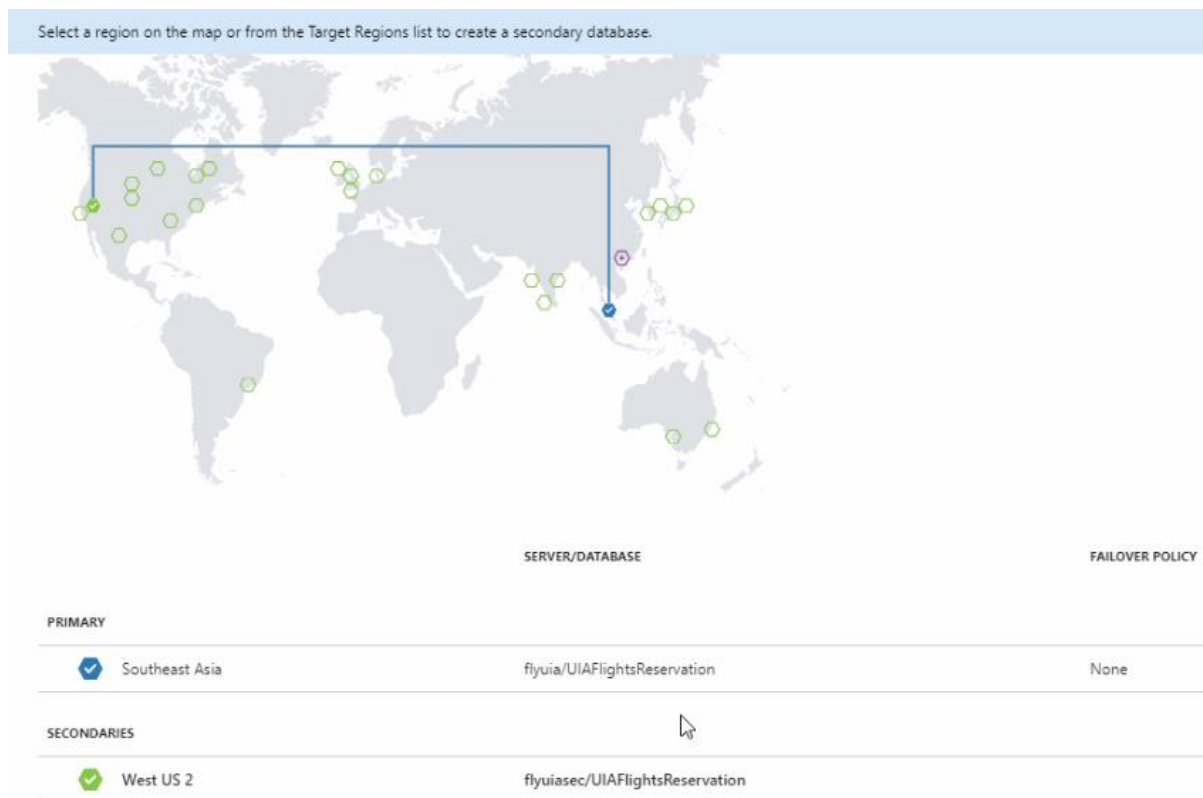 Select a region on the map or from the Target Regions list to create a secondary database.
SERVER/DATABASE FAILOVER POLICY
PRIMARY
Southeast Asia flyuia/UIAFlightsReservation None
SECONDARIES
West US 2 flyuiasec/UIAFlightsReservation